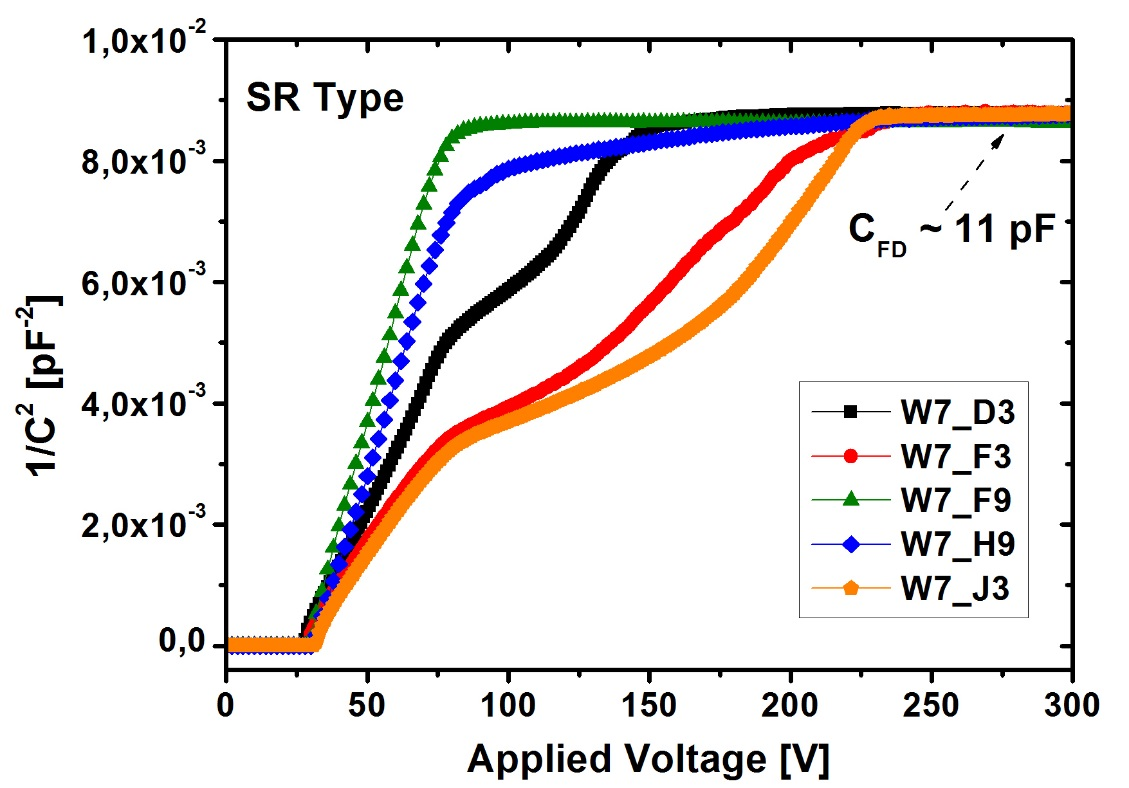 1,0x10⁻²
8,0x10⁻³
6,0x10⁻³
4,0x10⁻³
2,0x10⁻³
0,0
1/C² [pF⁻²]
SR Type
C_FD ~ 11 pF
W7_D3
W7_F3
W7_F9
W7_H9
W7_J3
0 50 100 150 200 250 300
Applied Voltage [V]